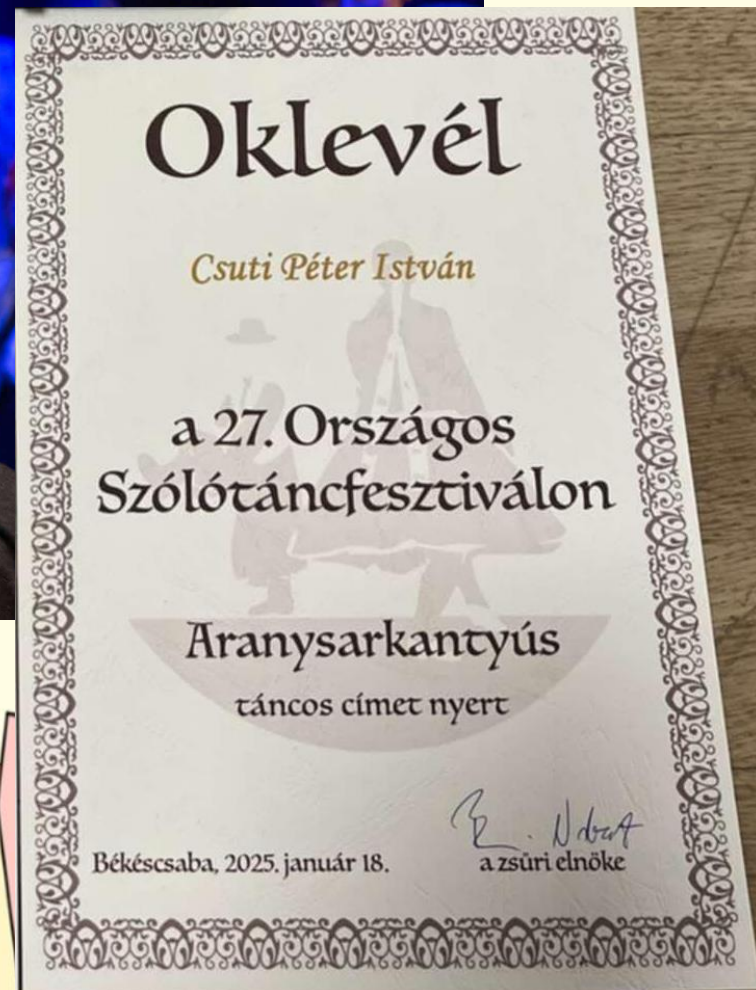 Oklevél
Csuti Péter István
a 27. Országos
Szólótáncfesztiválon
Aranysarkantyús
táncos címet nyert
Békéscsaba, 2025. január 18.
a zsűri elnöke